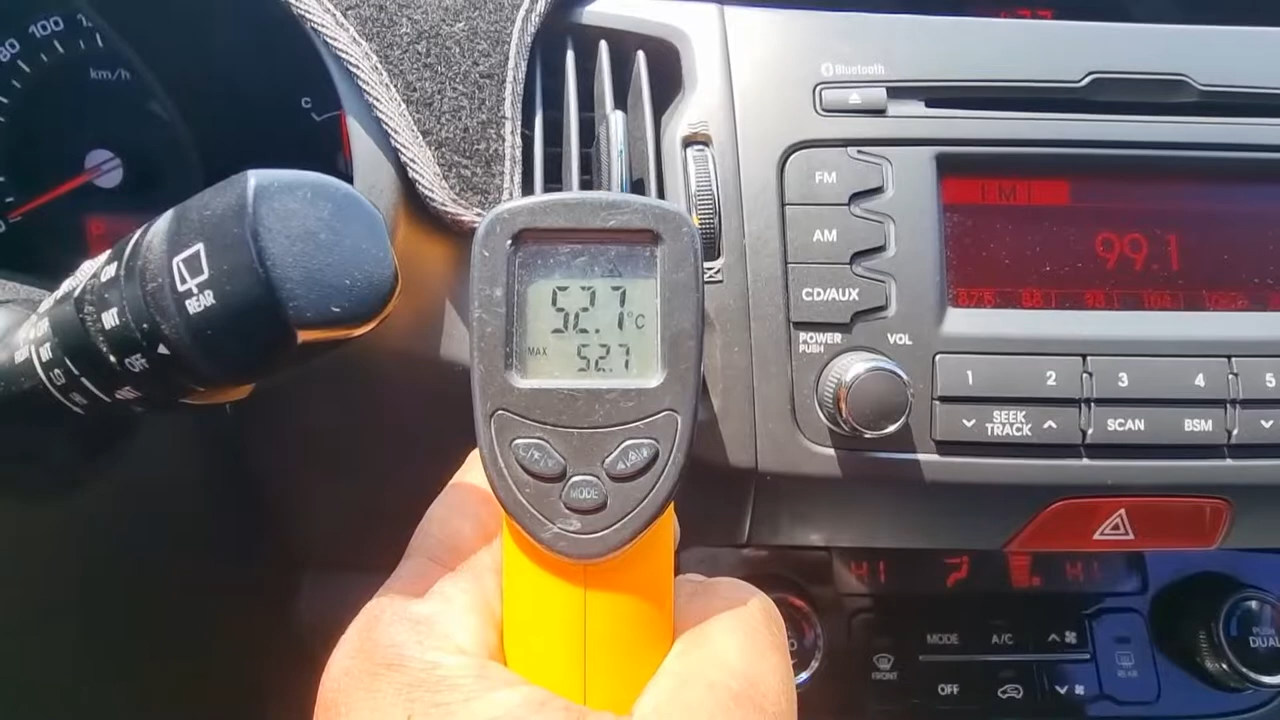 80 100
km/h
C
P
REAR
INT
OFF
52.7°C
MAX 52.7
MODE
Bluetooth
FM
AM
CD/AUX
POWER
PUSH
VOL
FM
99.1
1 2 3 4 5
SEEK
TRACK
SCAN
BSM
HI HI
MODE A/C
FRONT
OFF
REAR
PUSH
DUAL